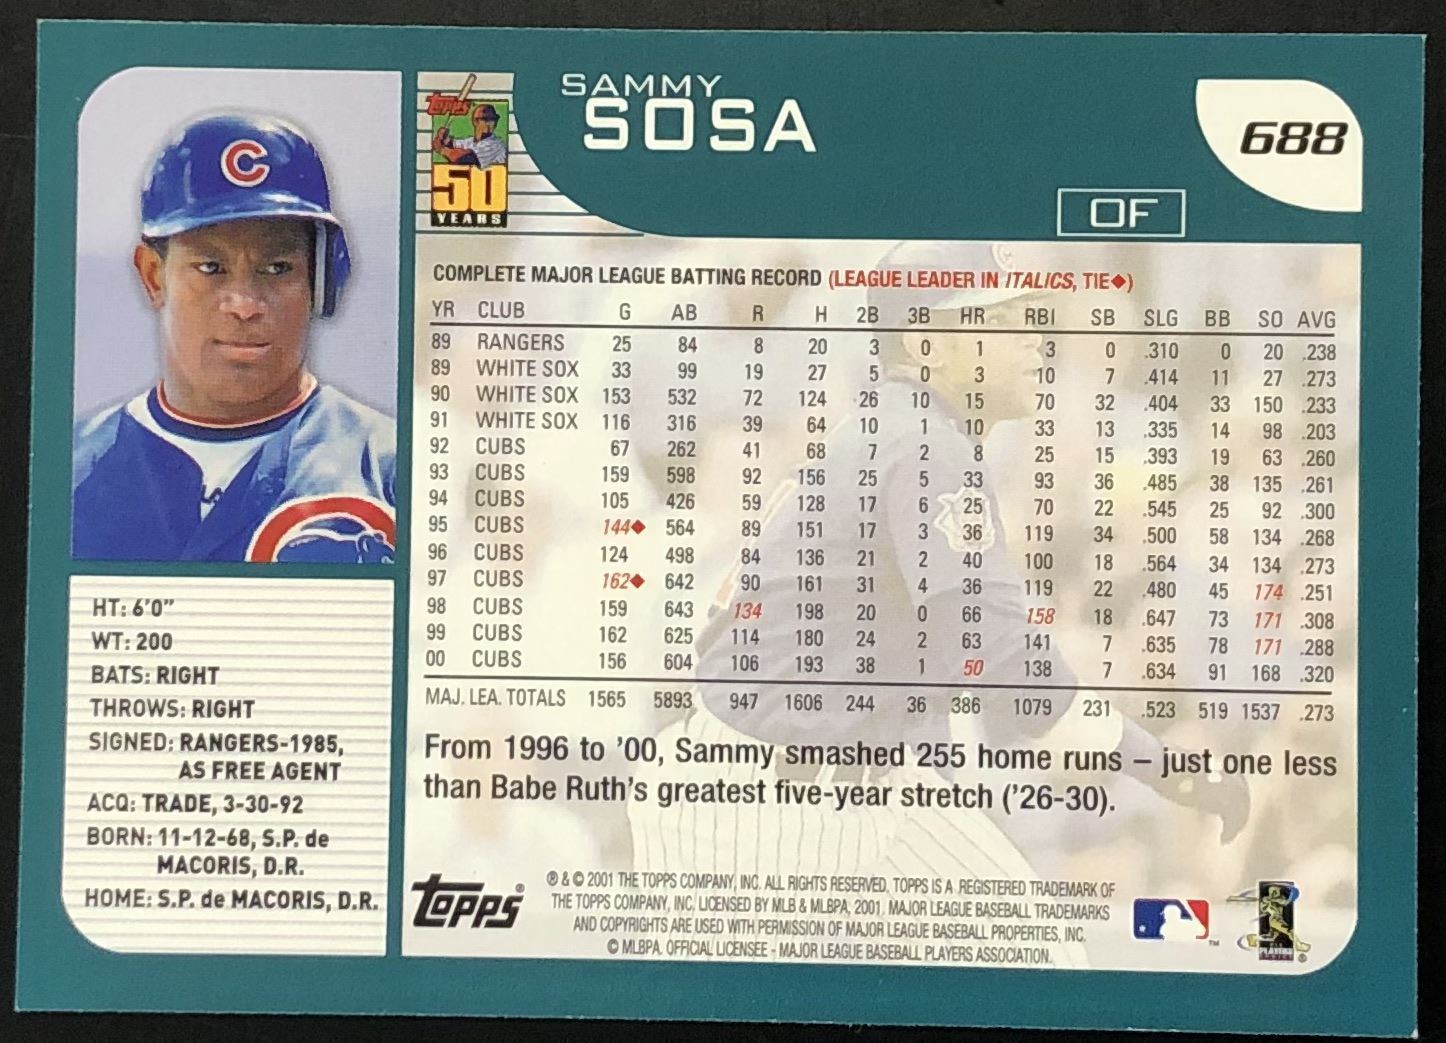 Topps
50
YEARS
SAMMY
SOSA
688
OF
C
HT: 6'0"
WT: 200
BATS: RIGHT
THROWS: RIGHT
SIGNED: RANGERS-1985,
AS FREE AGENT
ACQ: TRADE, 3-30-92
BORN: 11-12-68, S.P. de
MACORIS, D.R.
HOME: S.P. de MACORIS, D.R.
COMPLETE MAJOR LEAGUE BATTING RECORD (LEAGUE LEADER IN ITALICS, TIE◆)
YR CLUB G AB R H 2B 3B HR RBI SB SLG BB SO AVG
89 RANGERS 25 84 8 20 3 0 1 3 0 .310 0 20 .238
89 WHITE SOX 33 99 19 27 5 0 3 10 7 .414 11 27 .273
90 WHITE SOX 153 532 72 124 26 10 15 70 32 .404 33 150 .233
91 WHITE SOX 116 316 39 64 10 1 10 33 13 .335 14 98 .203
92 CUBS 67 262 41 68 7 2 8 25 15 .393 19 63 .260
93 CUBS 159 598 92 156 25 5 33 93 36 .485 38 135 .261
94 CUBS 105 426 59 128 17 6 25 70 22 .545 25 92 .300
95 CUBS 144◆ 564 89 151 17 3 36 119 34 .500 58 134 .268
96 CUBS 124 498 84 136 21 2 40 100 18 .564 34 134 .273
97 CUBS 162◆ 642 90 161 31 4 36 119 22 .480 45 174 .251
98 CUBS 159 643 134 198 20 0 66 158 18 .647 73 171 .308
99 CUBS 162 625 114 180 24 2 63 141 7 .635 78 171 .288
00 CUBS 156 604 106 193 38 1 50 138 7 .634 91 168 .320
MAJ. LEA. TOTALS 1565 5893 947 1606 244 36 386 1079 231 .523 519 1537 .273
From 1996 to '00, Sammy smashed 255 home runs – just one less
than Babe Ruth's greatest five-year stretch ('26-30).
Topps®
® & © 2001 THE TOPPS COMPANY, INC. ALL RIGHTS RESERVED. TOPPS IS A REGISTERED TRADEMARK OF
THE TOPPS COMPANY, INC. LICENSED BY MLB & MLBPA, 2001. MAJOR LEAGUE BASEBALL TRADEMARKS
AND COPYRIGHTS ARE USED WITH PERMISSION OF MAJOR LEAGUE BASEBALL PROPERTIES, INC.
© MLBPA. OFFICIAL LICENSEE - MAJOR LEAGUE BASEBALL PLAYERS ASSOCIATION.
TM
PLAYERS
CHOICE
®